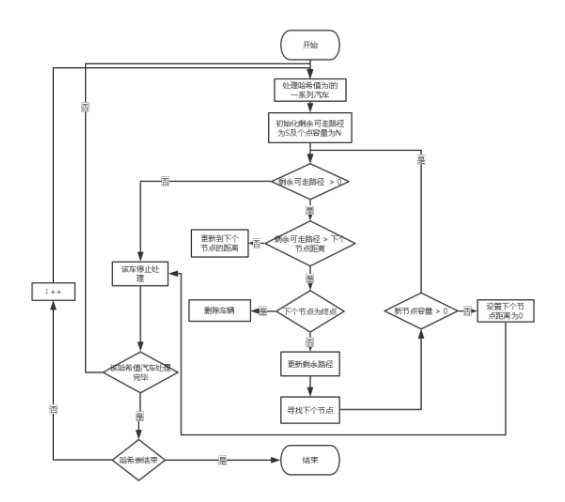 开始
处理哈希值为i的
一系列汽车
初始化剩余可走路径
为S及个点容量为N
否
是
剩余可走路径 > 0
否
是
更新到下个
节点的距离
否
剩余可走路径 > 下个
节点距离
该车停止处
理
是
i ++
删除车辆
是
下个节点为终点
新节点容量 > 0
否
设置下个节
点距离为0
否
更新剩余路径
该哈希值汽车处理
完毕
寻找下个节点
否
是
哈希表结束
是
结束